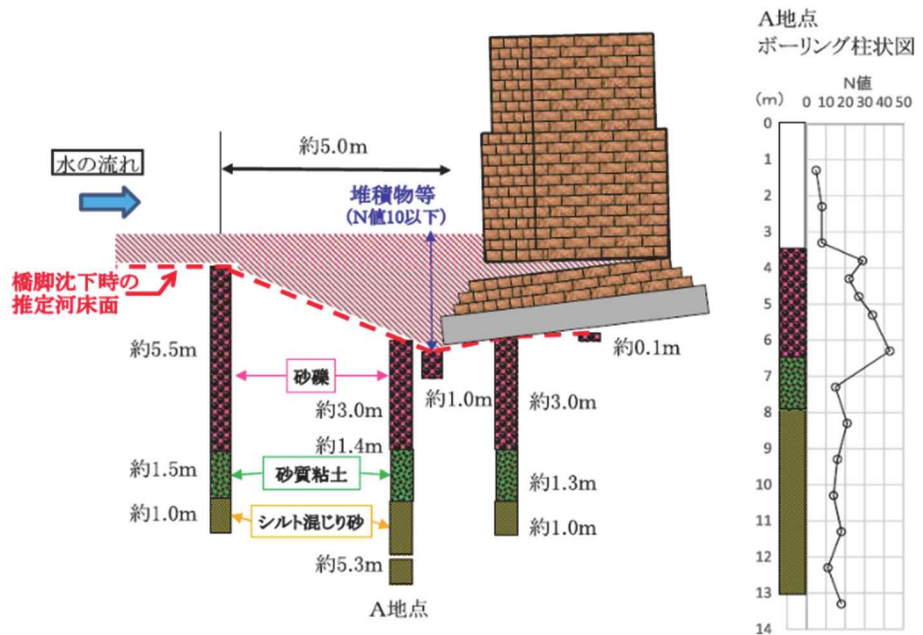 水の流れ
約5.0m
堆積物等
(N値10以下)
橋脚沈下時の
推定河床面
約5.5m
砂礫
約3.0m
約1.0m
約3.0m
約0.1m
約1.4m
約1.5m
砂質粘土
約1.3m
約1.0m
シルト混じり砂
約1.0m
約5.3m
A地点
A地点
ボーリング柱状図
N値
(m)
0 10 20 30 40 50
0
1
2
3
4
5
6
7
8
9
10
11
12
13
14